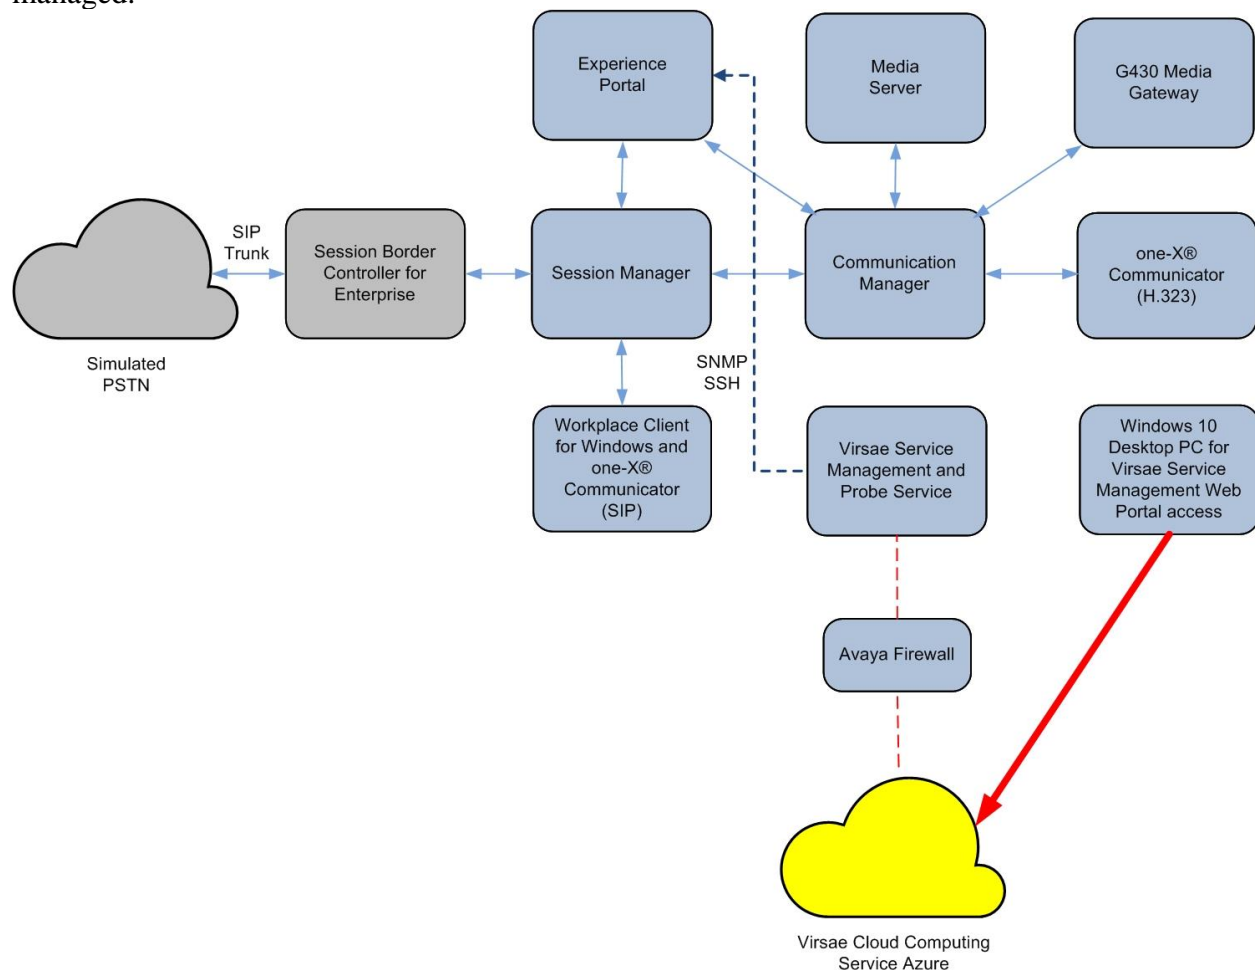 managed.
Experience
Portal
Media
Server
G430 Media
Gateway
SIP
Trunk
Session Border
Controller for
Enterprise
Session Manager
Communication
Manager
one-X®
Communicator
(H.323)
Simulated
PSTN
SNMP
SSH
Workplace Client
for Windows and
one-X®
Communicator
(SIP)
Virsae Service
Management and
Probe Service
Windows 10
Desktop PC for
Virsae Service
Management Web
Portal access
Avaya Firewall
Virsae Cloud Computing
Service Azure